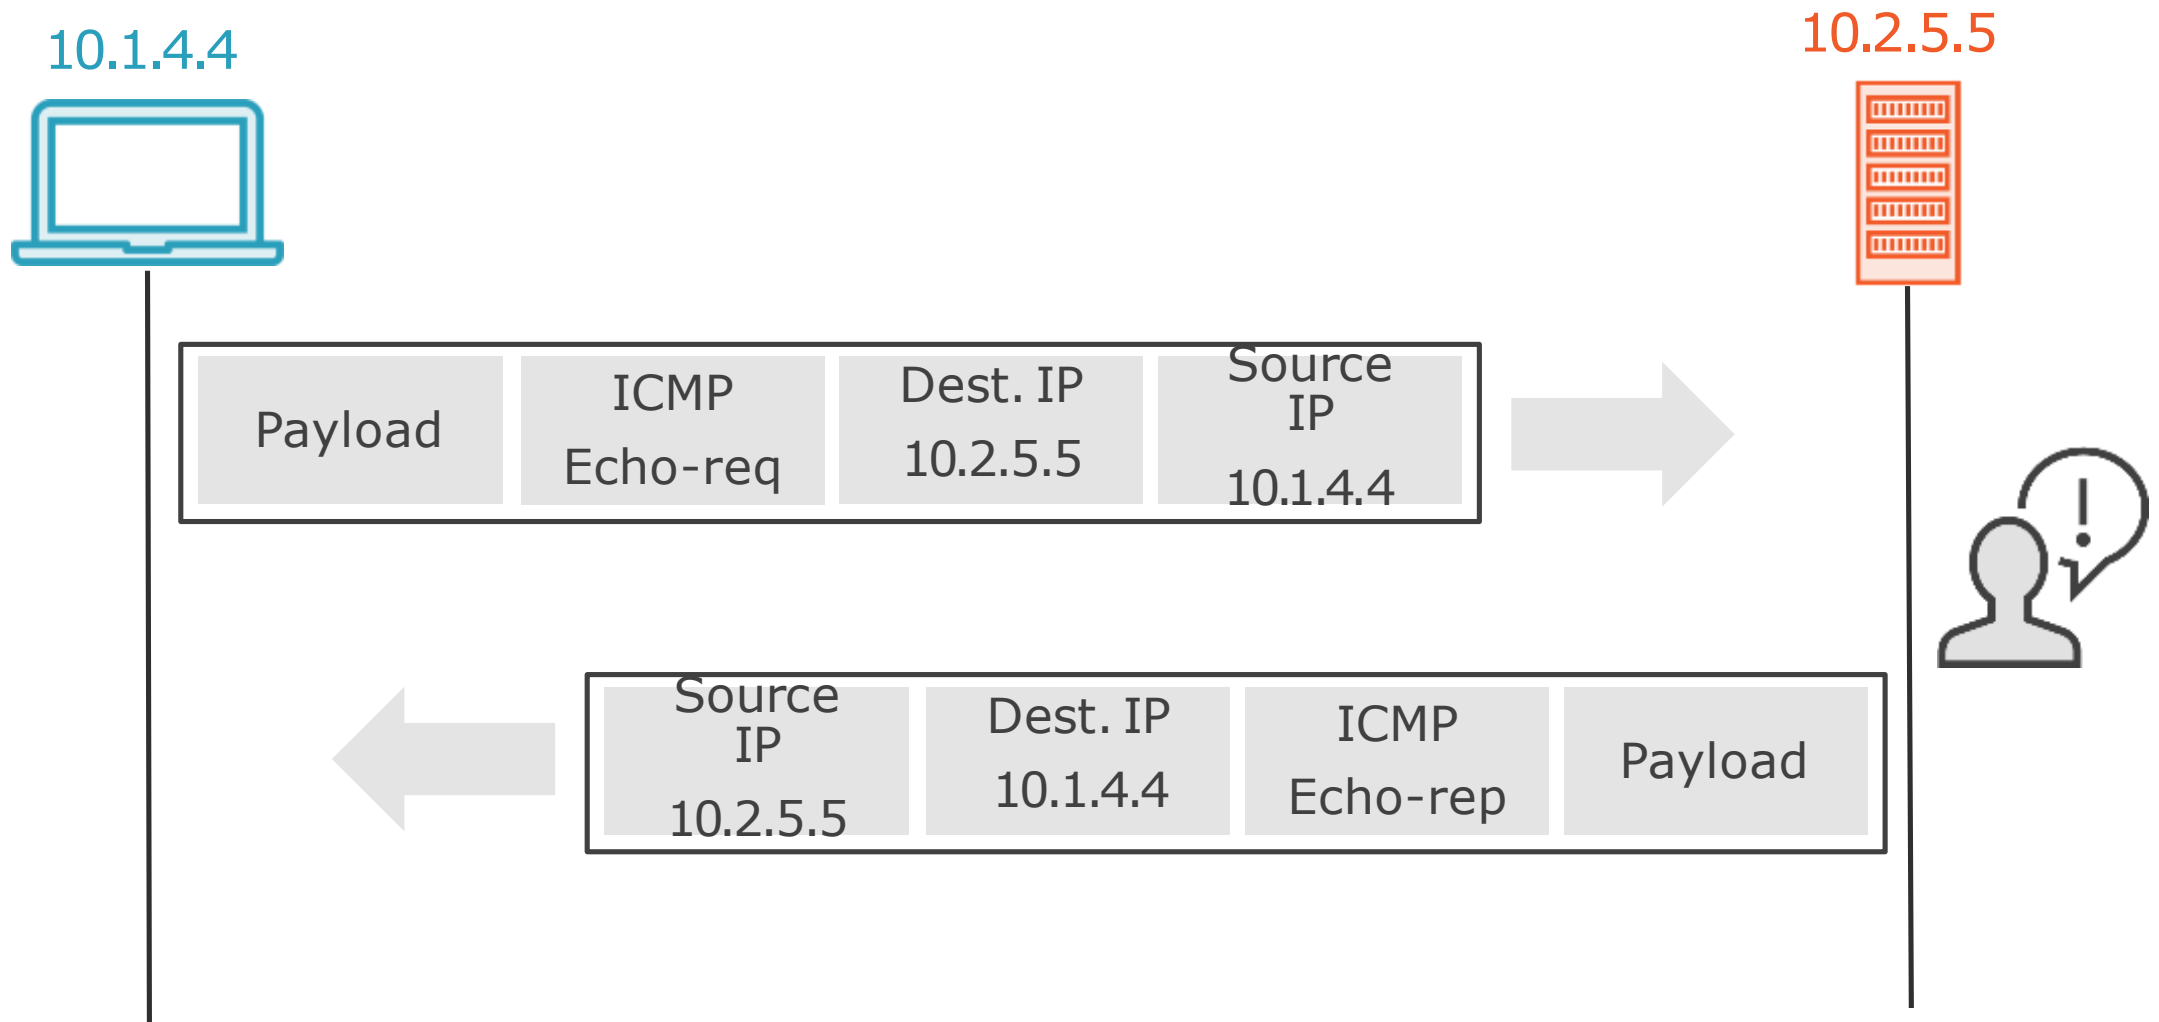 10.1.4.4
10.2.5.5
Payload
ICMP
Echo-req
Dest. IP
10.2.5.5
Source
IP
10.1.4.4
!
Source
IP
10.2.5.5
Dest. IP
10.1.4.4
ICMP
Echo-rep
Payload